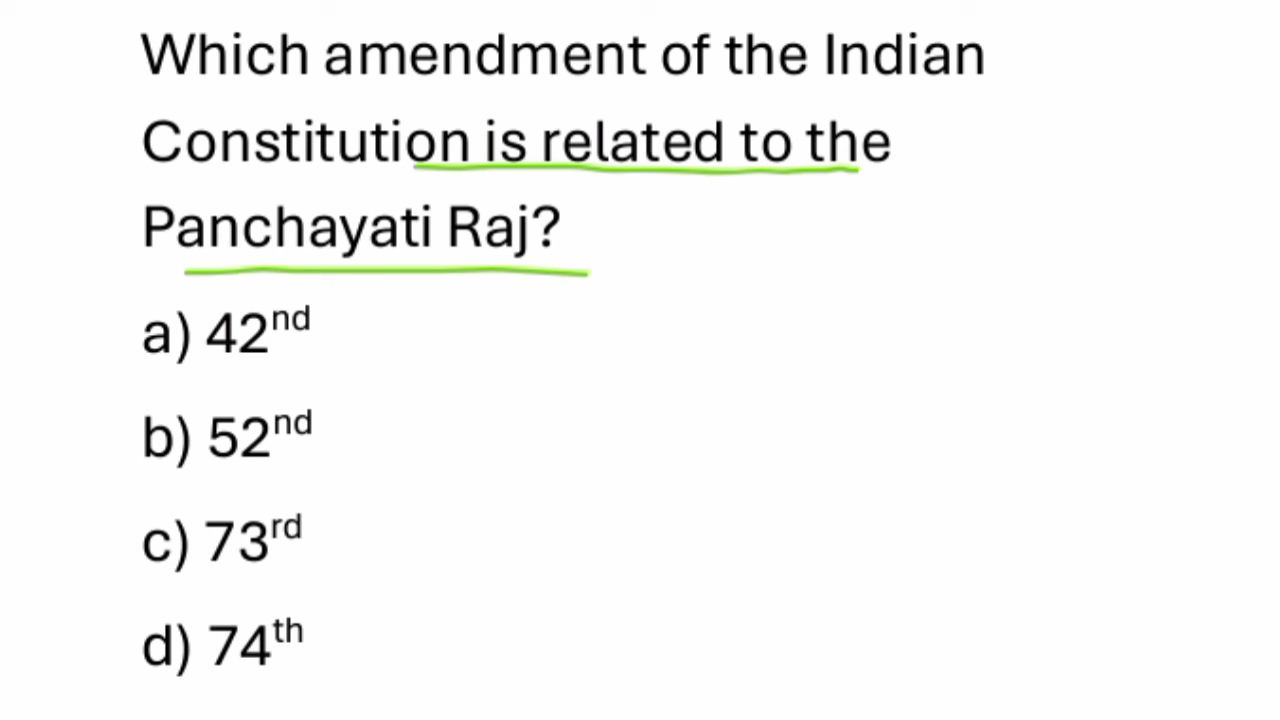 Which amendment of the Indian
Constitution is related to the
Panchayati Raj?
a) 42nd
b) 52nd
c) 73rd
d) 74th